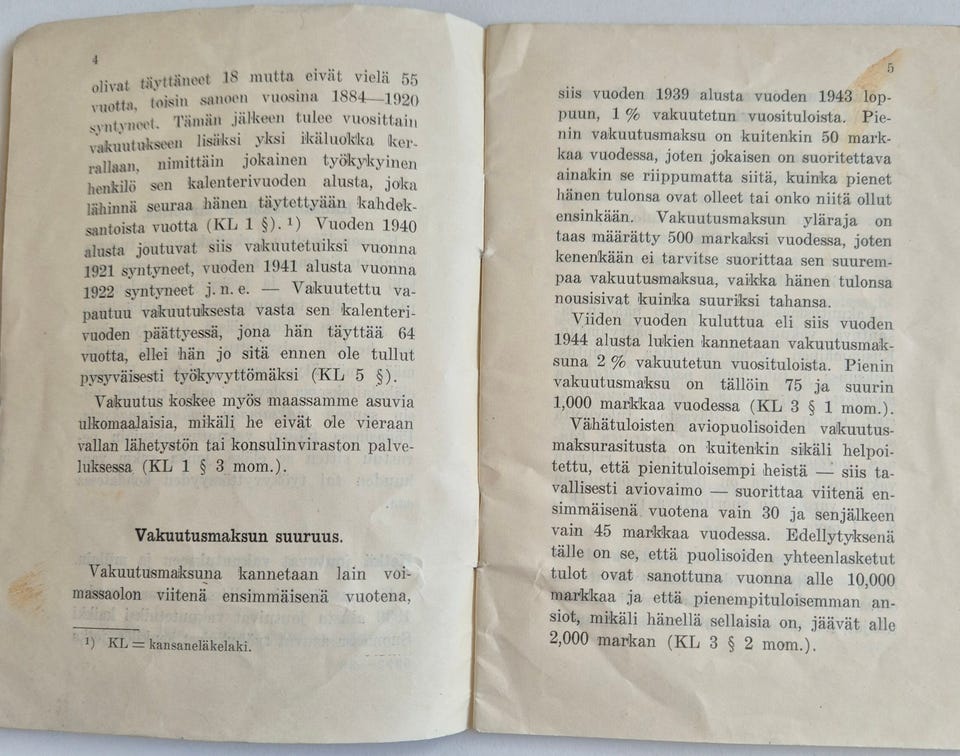 4
olivat täyttäneet 18 mutta eivät vielä 55
vuotta, toisin sanoen vuosina 1884—1920
syntyneet. Tämän jälkeen tulee vuosittain
vakuutukseen lisäksi yksi ikäluokka ker-
rallaan, nimittäin jokainen työkykyinen
henkilö sen kalenterivuoden alusta, joka
lähinnä seuraa hänen täytettyään kahdek-
santoista vuotta (KL 1 §). ¹) Vuoden 1940
alusta joutuvat siis vakuutetuiksi vuonna
1921 syntyneet, vuoden 1941 alusta vuonna
1922 syntyneet j. n. e. — Vakuutettu va-
pautuu vakuutuksesta vasta sen kalenteri-
vuoden päättyessä, jona hän täyttää 64
vuotta, ellei hän jo sitä ennen ole tullut
pysyväisesti työkyvyttömäksi (KL 5 §).
Vakuutus koskee myös maassamme asuvia
ulkomaalaisia, mikäli he eivät ole vieraan
vallan lähetystön tai konsulinviraston palve-
luksessa (KL 1 § 3 mom.).
Vakuutusmaksun suuruus.
Vakuutusmaksuna kannetaan lain voi-
massaolon viitenä ensimmäisenä vuotena,
¹) KL = kansaneläkelaki.
5
siis vuoden 1939 alusta vuoden 1943 lop-
puun, 1 % vakuutetun vuosituloista. Pie-
nin vakuutusmaksu on kuitenkin 50 mark-
kaa vuodessa, joten jokaisen on suoritettava
ainakin se riippumatta siitä, kuinka pienet
hänen tulonsa ovat olleet tai onko niitä ollut
ensinkään. Vakuutusmaksun yläraja on
taas määrätty 500 markaksi vuodessa, joten
kenenkään ei tarvitse suorittaa sen suurem-
paa vakuutusmaksua, vaikka hänen tulonsa
nousisivat kuinka suuriksi tahansa.
Viiden vuoden kuluttua eli siis vuoden
1944 alusta lukien kannetaan vakuutusmak-
suna 2 % vakuutetun vuosituloista. Pienin
vakuutusmaksu on tällöin 75 ja suurin
1,000 markkaa vuodessa (KL 3 § 1 mom.).
Vähätuloisten aviopuolisoiden vakuutus-
maksurasitusta on kuitenkin sikäli helpoi-
tettu, että pienituloisempi heistä — siis ta-
vallisesti aviovaimo — suorittaa viitenä en-
simmäisenä vuotena vain 30 ja senjälkeen
vain 45 markkaa vuodessa. Edellytyksenä
tälle on se, että puolisoiden yhteenlasketut
tulot ovat sanottuna vuonna alle 10,000
markkaa ja että pienempituloisemman an-
siot, mikäli hänellä sellaisia on, jäävät alle
2,000 markan (KL 3 § 2 mom.).